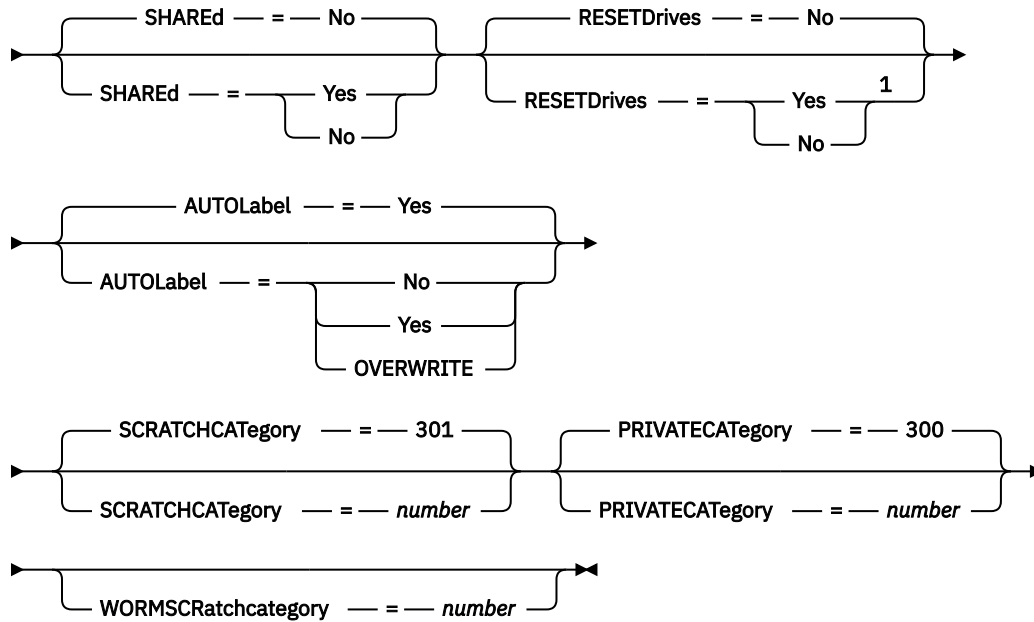 SHAREd = No RESETDrives = No
SHAREd = Yes RESETDrives = Yes 1
No No
AUTOLabel = Yes
AUTOLabel = No
Yes
OVERWRITE
SCRATCHCATegory = 301 PRIVATECATegory = 300
SCRATCHCATegory = number PRIVATECATegory = number
WORMSCRatchcategory = number